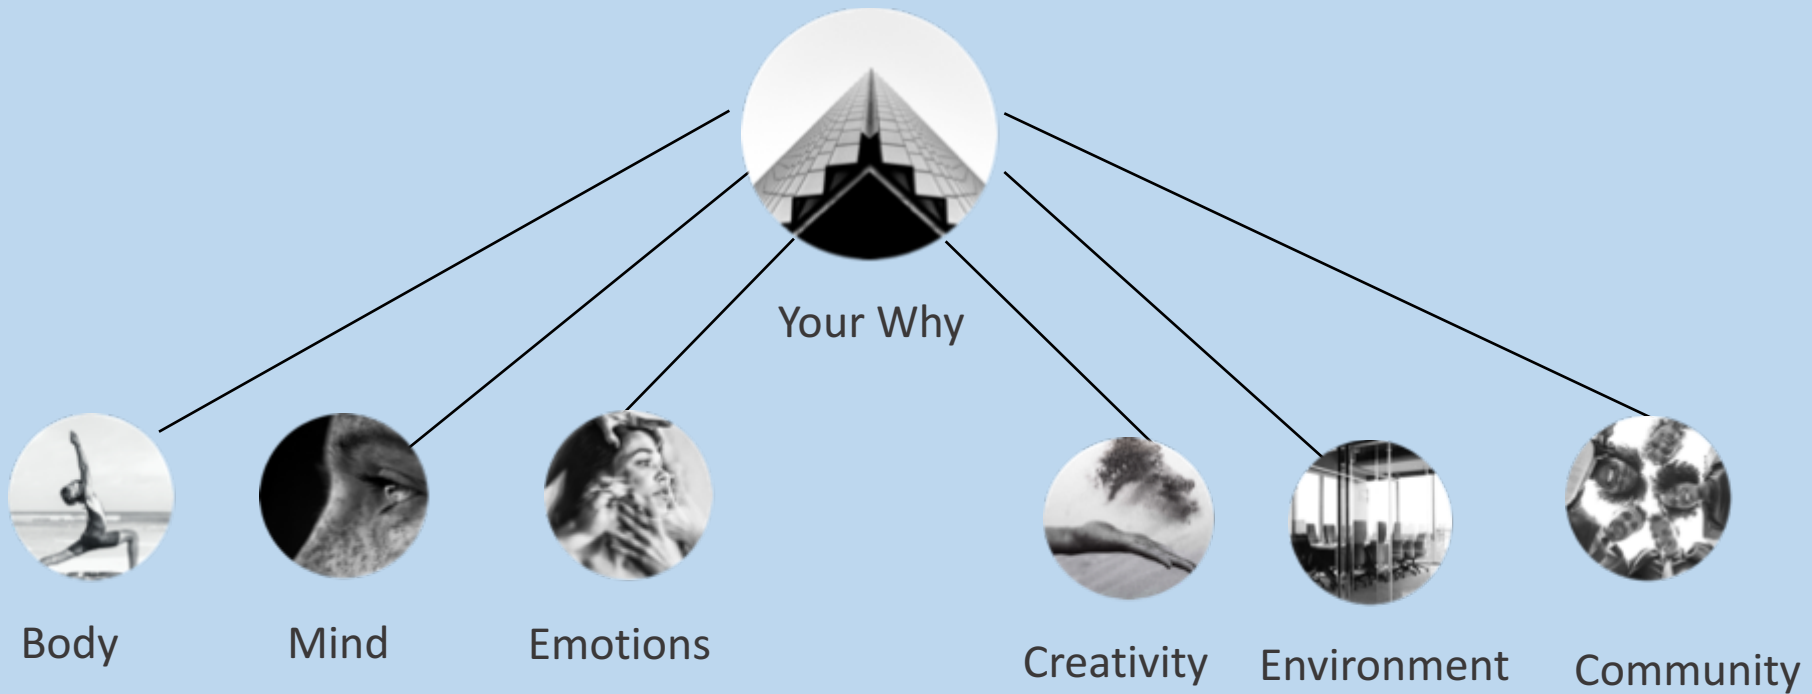 Your Why
Body
Mind
Emotions
Creativity
Environment
Community